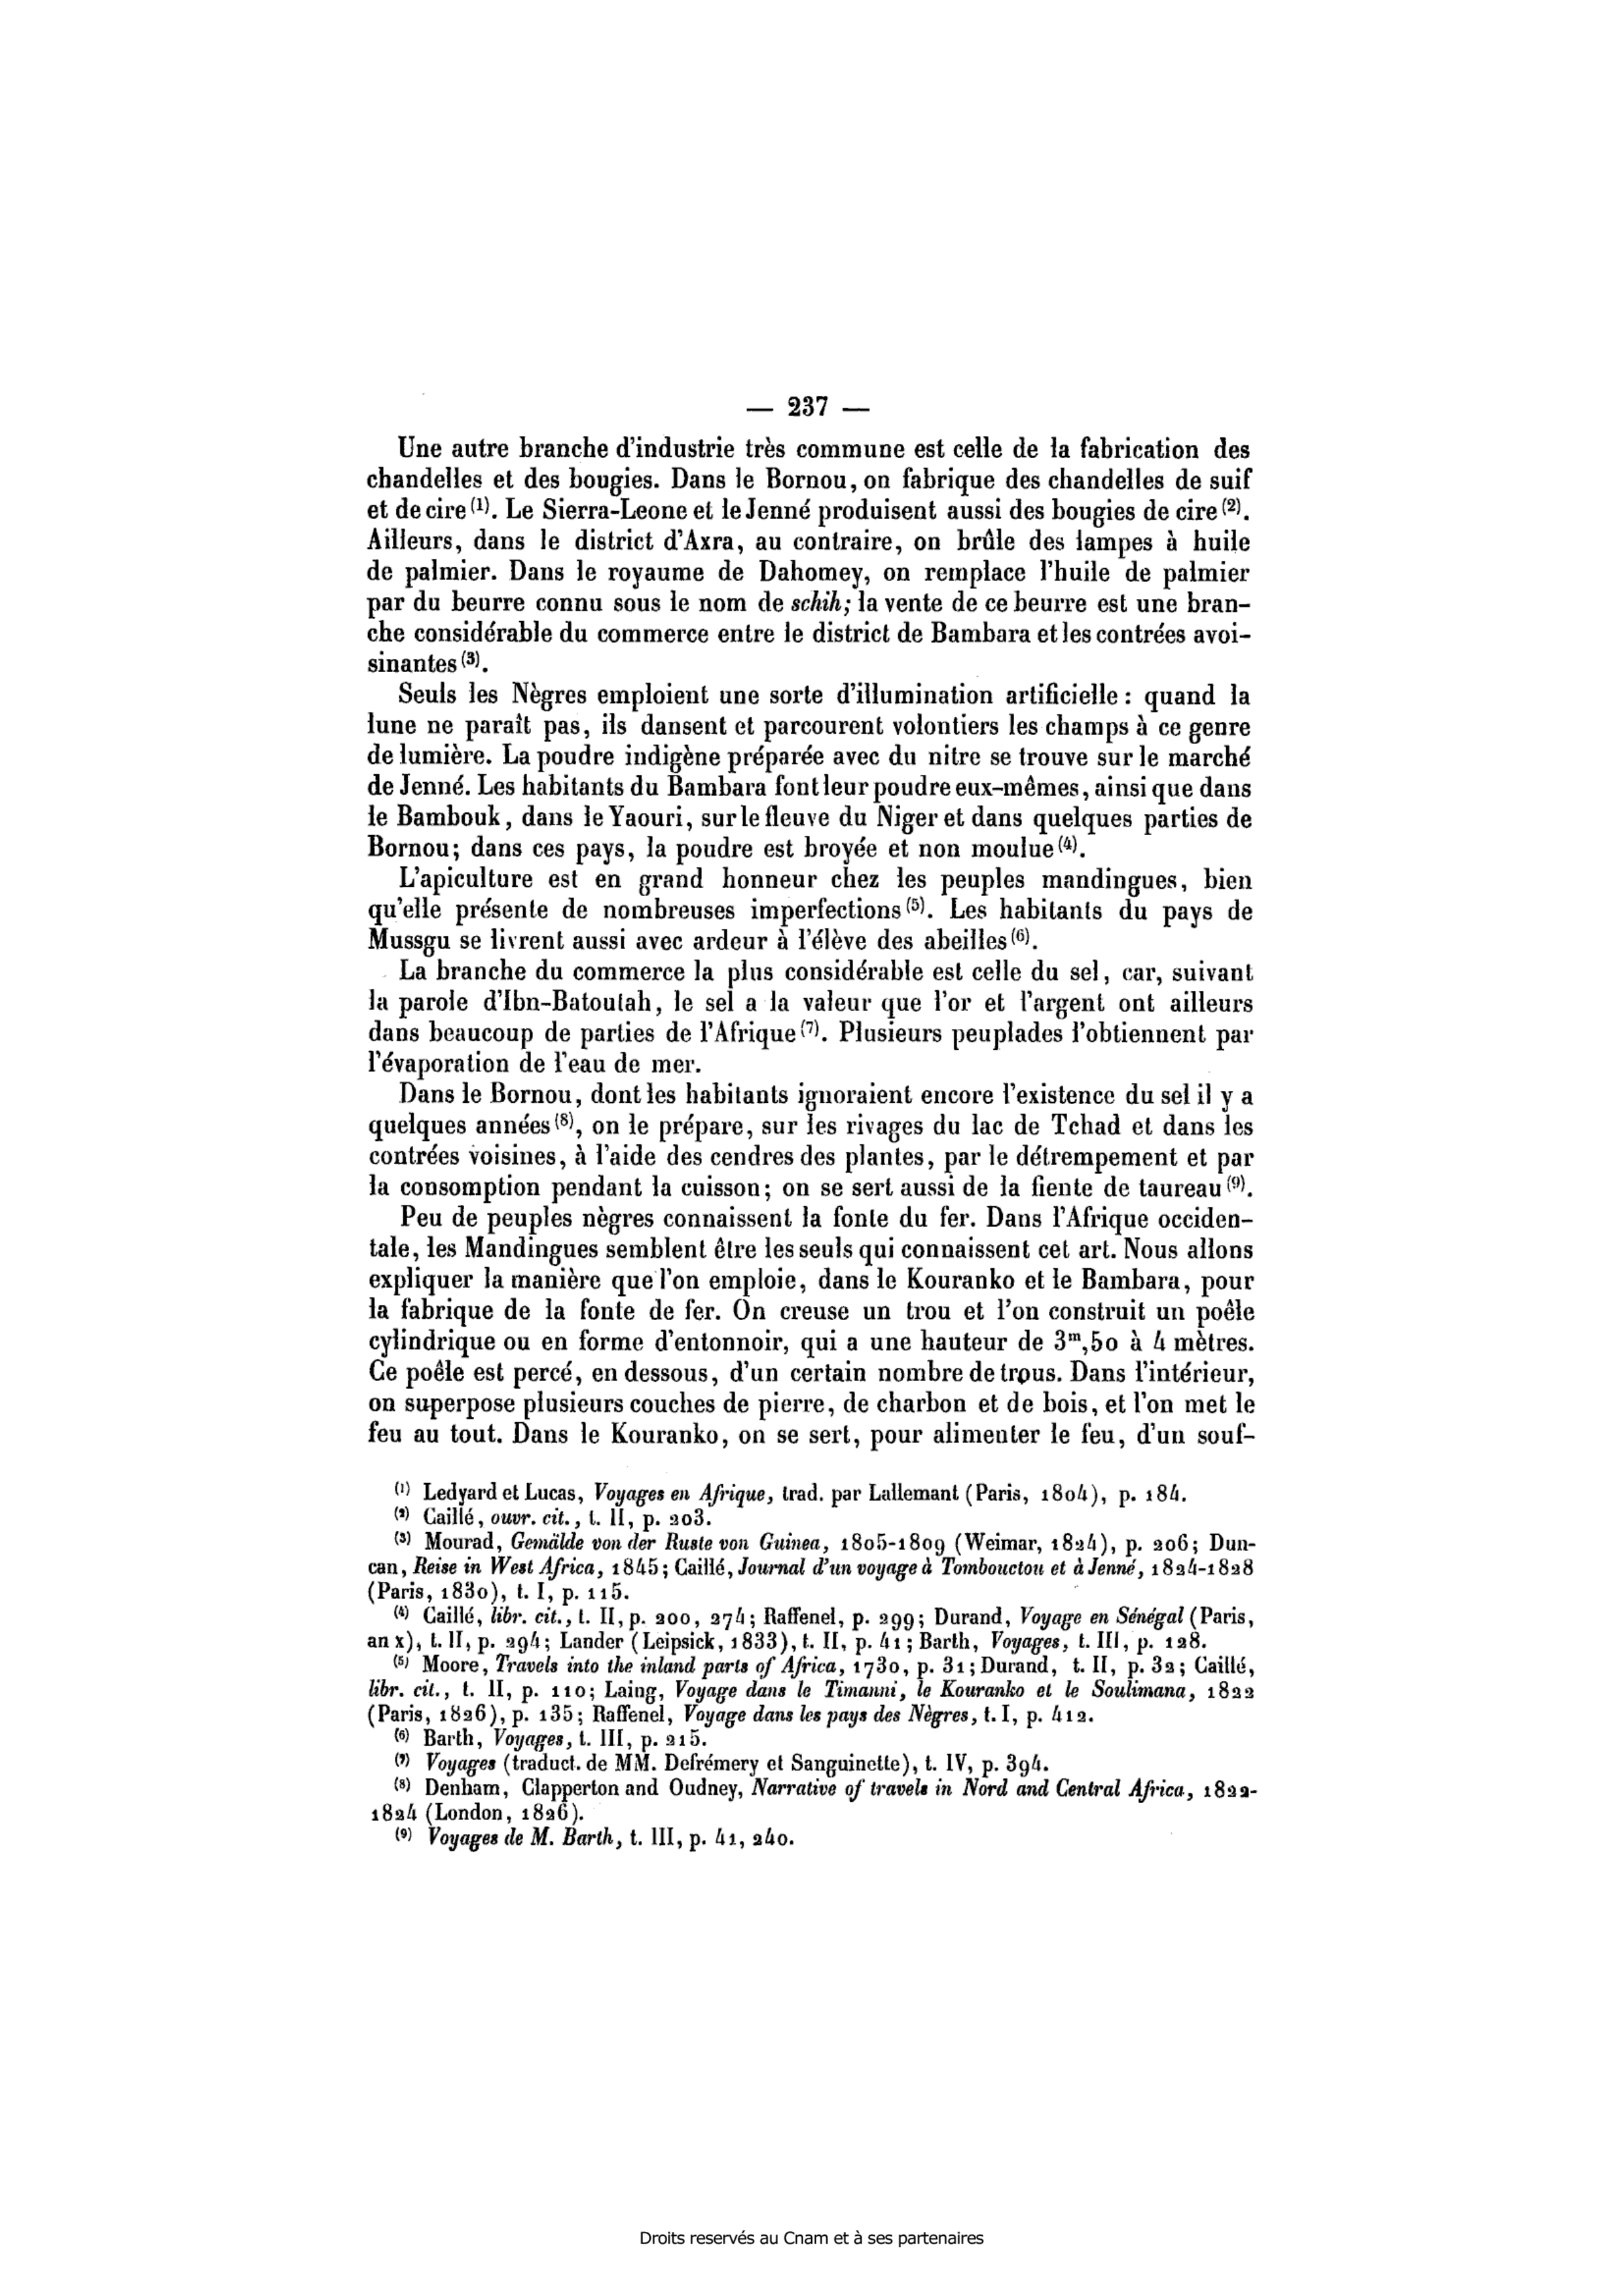 — 237 —
Une autre branche d'industrie très commune est celle de la fabrication des
chandelles et des bougies. Dans le Bornou, on fabrique des chandelles de suif
et de cire (1). Le Sierra-Leone et le Jenné produisent aussi des bougies de cire (2).
Ailleurs, dans le district d'Axra, au contraire, on brûle des lampes à huile
de palmier. Dans le royaume de Dahomey, on remplace l'huile de palmier
par du beurre connu sous le nom de schih; la vente de ce beurre est une bran-
che considérable du commerce entre le district de Bambara et les contrées avoi-
sinantes (3).
Seuls les Nègres emploient une sorte d'illumination artificielle : quand la
lune ne paraît pas, ils dansent et parcourent volontiers les champs à ce genre
de lumière. La poudre indigène préparée avec du nitre se trouve sur le marché
de Jenné. Les habitants du Bambara font leur poudre eux-mêmes, ainsi que dans
le Bambouk, dans le Yaouri, sur le fleuve du Niger et dans quelques parties de
Bornou; dans ces pays, la poudre est broyée et non moulue (4).
L'apiculture est en grand honneur chez les peuples mandingues, bien
qu'elle présente de nombreuses imperfections (5). Les habitants du pays de
Mussgu se livrent aussi avec ardeur à l'élève des abeilles (6).
La branche du commerce la plus considérable est celle du sel, car, suivant
la parole d'Ibn-Batoutah, le sel a la valeur que l'or et l'argent ont ailleurs
dans beaucoup de parties de l'Afrique (7). Plusieurs peuplades l'obtiennent par
l'évaporation de l'eau de mer.
Dans le Bornou, dont les habitants ignoraient encore l'existence du sel il y a
quelques années (8), on le prépare, sur les rivages du lac de Tchad et dans les
contrées voisines, à l'aide des cendres des plantes, par le détrempement et par
la consomption pendant la cuisson; on se sert aussi de la fiente de taureau (9).
Peu de peuples nègres connaissent la fonte du fer. Dans l'Afrique occiden-
tale, les Mandingues semblent être les seuls qui connaissent cet art. Nous allons
expliquer la manière que l'on emploie, dans le Kouranko et le Bambara, pour
la fabrique de la fonte de fer. On creuse un trou et l'on construit un poêle
cylindrique ou en forme d'entonnoir, qui a une hauteur de 3m,50 à 4 mètres.
Ce poêle est percé, en dessous, d'un certain nombre de trous. Dans l'intérieur,
on superpose plusieurs couches de pierre, de charbon et de bois, et l'on met le
feu au tout. Dans le Kouranko, on se sert, pour alimenter le feu, d'un souf-
(1) Ledyard et Lucas, Voyages en Afrique, trad. par Lallemant (Paris, 1804), p. 184.
(2) Caillé, ouvr. cit., t. II, p. 203.
(3) Mourad, Gemälde von der Ruste von Guinea, 1805-1809 (Weimar, 1824), p. 206; Dun-
can, Reise in West Africa, 1845; Caillé, Journal d'un voyage à Tombouctou et à Jenné, 1824-1828
(Paris, 1830), t. I, p. 115.
(4) Caillé, libr. cit., t. II, p. 200, 274; Raffenel, p. 299; Durand, Voyage en Sénégal (Paris,
an x), t. II, p. 294; Lander (Leipsick, 1833), t. II, p. 41; Barth, Voyages, t. III, p. 128.
(5) Moore, Travels into the inland parts of Africa, 1730, p. 31; Durand, t. II, p. 32; Caillé,
libr. cit., t. II, p. 110; Laing, Voyage dans le Timanni, le Kouranko et le Soulimana, 1822
(Paris, 1826), p. 135; Raffenel, Voyage dans les pays des Nègres, t. I, p. 412.
(6) Barth, Voyages, t. III, p. 215.
(7) Voyages (traduct. de MM. Defrémery et Sanguinette), t. IV, p. 394.
(8) Denham, Clapperton and Oudney, Narrative of travels in Nord and Central Africa, 1822-
1824 (London, 1826).
(9) Voyages de M. Barth, t. III, p. 41, 240.
Droits reservés au Cnam et à ses partenaires